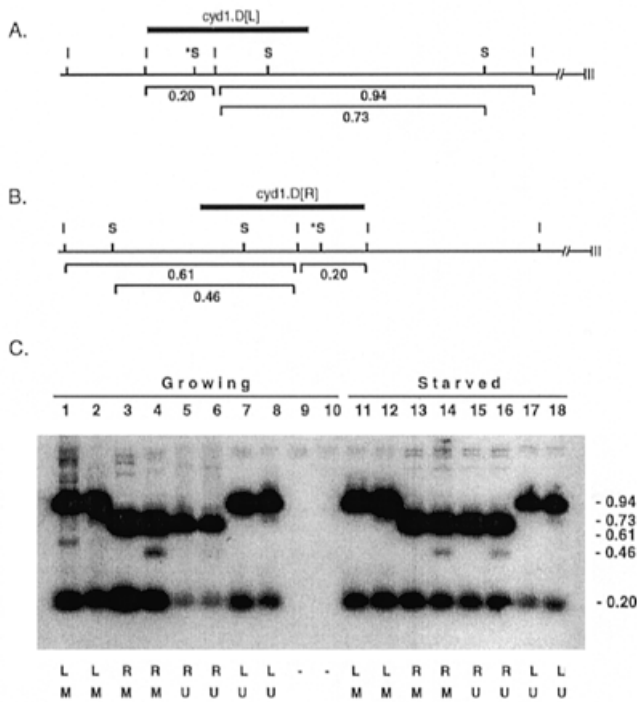 A.
cyd1.D[L]
I I *S I S S I III
0.20 0.94
0.73
B.
cyd1.D[R]
I S S I *S I I III
0.61 0.20
0.46
C.
Growing Starved
1 2 3 4 5 6 7 8 9 10 11 12 13 14 15 16 17 18
- 0.94
- 0.73
- 0.61
- 0.46
- 0.20
L L R R R R L L - - L L R R R R L L
M M M M U U U U M M M M U U U U